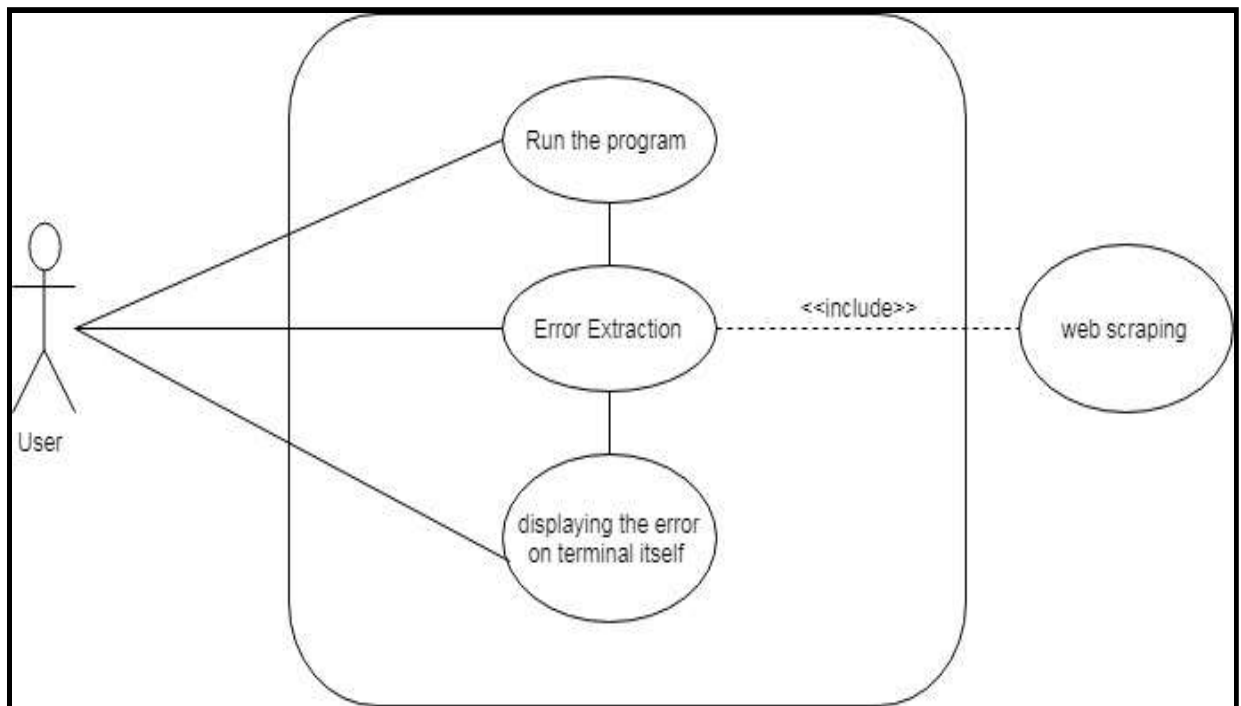 Run the program
Error Extraction
<<include>>
web scraping
User
displaying the error
on terminal itself